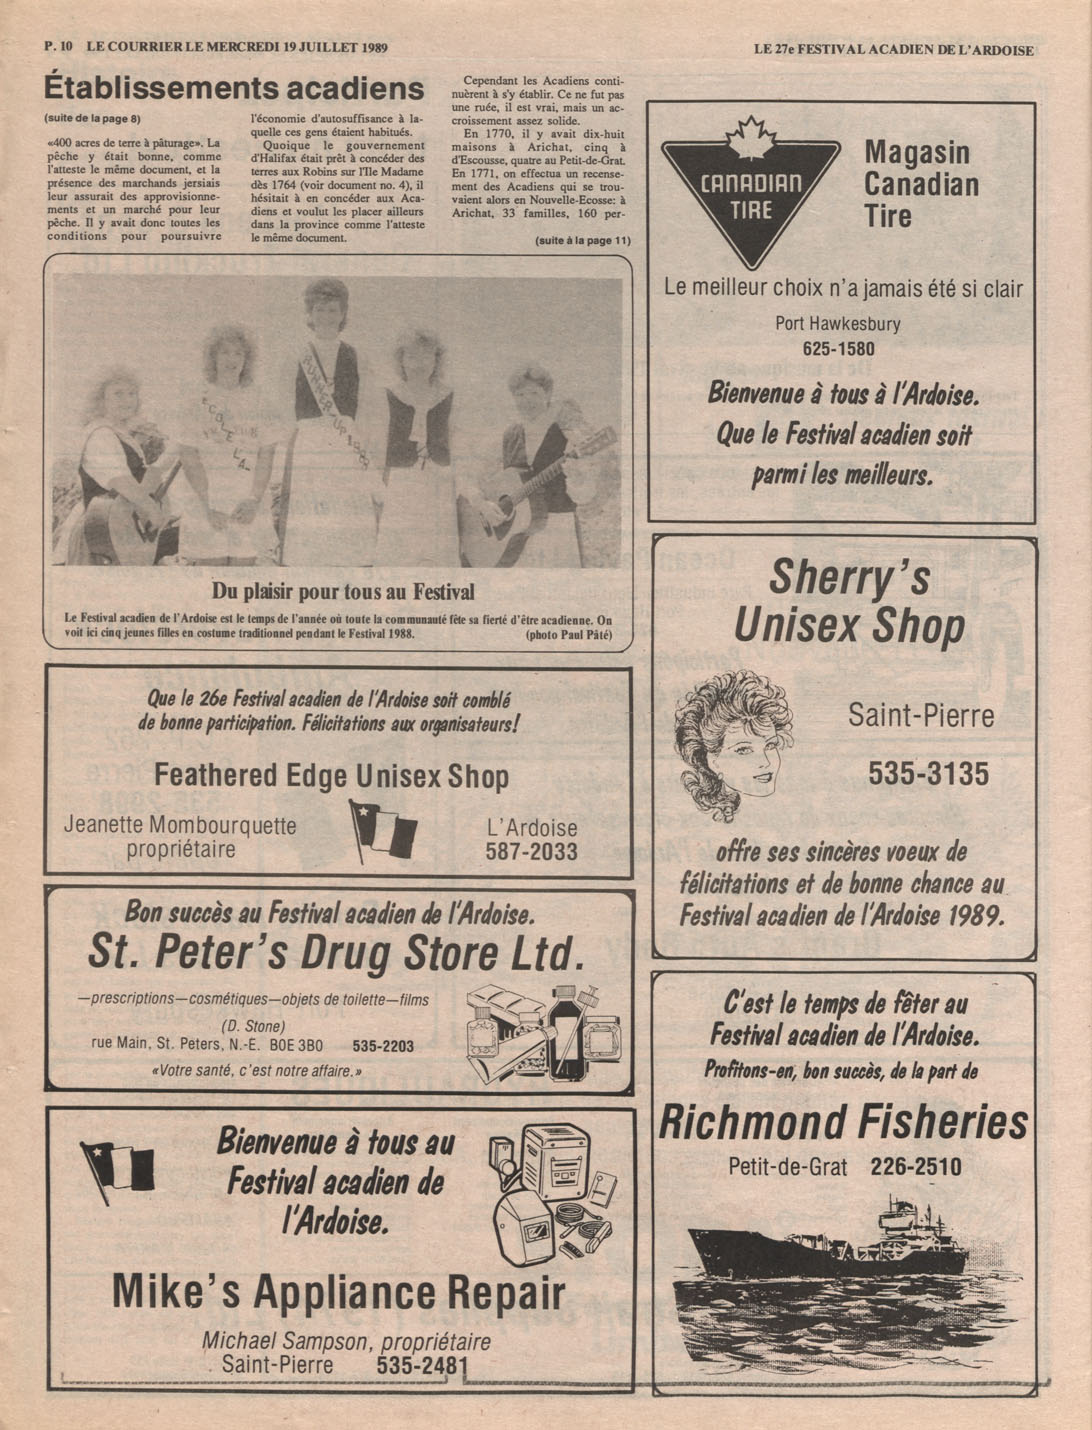 P. 10 LE COURRIER LE MERCREDI 19 JUILLET 1989
LE 27e FESTIVAL ACADIEN DE L'ARDOISE
Établissements acadiens
(suite de la page 8)
«400 acres de terre à pâturage». La
pêche y était bonne, comme
l'atteste le même document, et la
présence des marchands jersiais
leur assurait des approvisionne-
ments et un marché pour leur
pêche. Il y avait donc toutes les
conditions pour poursuivre
l'économie d'autosuffisance à la-
quelle ces gens étaient habitués.
Quoique le gouvernement
d'Halifax était prêt à concéder des
terres aux Robins sur l'Ile Madame
dès 1764 (voir document no. 4), il
hésitait à en concéder aux Aca-
diens et voulut les placer ailleurs
dans la province comme l'atteste
le même document.
Cependant les Acadiens conti-
nuèrent à s'y établir. Ce ne fut pas
une ruée, il est vrai, mais un ac-
croissement assez solide.
En 1770, il y avait dix-huit
maisons à Arichat, cinq à
d'Escousse, quatre au Petit-de-Grat.
En 1771, on effectua un recense-
ment des Acadiens qui se trou-
vaient alors en Nouvelle-Ecosse: à
Arichat, 33 familles, 160 per-
(suite à la page 11)
ECOLE
RUNNER-UP 1988
Du plaisir pour tous au Festival
Le Festival acadien de l'Ardoise est le temps de l'année où toute la communauté fête sa fierté d'être acadienne. On
voit ici cinq jeunes filles en costume traditionnel pendant le Festival 1988. (photo Paul Pâté)
Que le 26e Festival acadien de l'Ardoise soit comblé
de bonne participation. Félicitations aux organisateurs!
Feathered Edge Unisex Shop
Jeanette Mombourquette
propriétaire
L'Ardoise
587-2033
Bon succès au Festival acadien de l'Ardoise.
St. Peter's Drug Store Ltd.
—prescriptions—cosmétiques—objets de toilette—films
(D. Stone)
rue Main, St. Peters, N.-E. B0E 3B0 535-2203
«Votre santé, c'est notre affaire.»
Bienvenue à tous au
Festival acadien de
l'Ardoise.
Mike's Appliance Repair
Michael Sampson, propriétaire
Saint-Pierre 535-2481
CANADIAN
TIRE
Magasin
Canadian
Tire
Le meilleur choix n'a jamais été si clair
Port Hawkesbury
625-1580
Bienvenue à tous à l'Ardoise.
Que le Festival acadien soit
parmi les meilleurs.
Sherry's
Unisex Shop
Saint-Pierre
535-3135
offre ses sincères voeux de
félicitations et de bonne chance au
Festival acadien de l'Ardoise 1989.
C'est le temps de fêter au
Festival acadien de l'Ardoise.
Profitons-en, bon succès, de la part de
Richmond Fisheries
Petit-de-Grat 226-2510